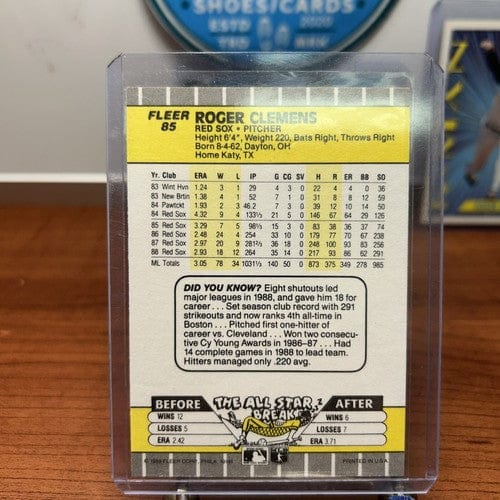 SHOES/CARDS
ESTD 2020
FLEER 85
ROGER CLEMENS
RED SOX • PITCHER
Height 6'4", Weight 220, Bats Right, Throws Right
Born 8-4-62, Dayton, OH
Home Katy, TX
Yr. Club ERA W L IP G CG SV H R ER BB SO
83 Wint Hvn 1.24 3 1 29 4 3 0 22 4 4 0 36
83 New Brtn 1.38 4 1 52 7 1 0 31 8 8 12 59
84 Pawtckt 1.93 2 3 46.2 7 3 0 39 12 10 14 50
84 Red Sox 4.32 9 4 133⅓ 21 5 0 146 67 64 29 126
85 Red Sox 3.29 7 5 98⅓ 15 3 0 83 38 36 37 74
86 Red Sox 2.48 24 4 254 33 10 0 179 77 70 67 238
87 Red Sox 2.97 20 9 281⅔ 36 18 0 248 100 93 83 256
88 Red Sox 2.93 18 12 264 35 14 0 217 93 86 62 291
ML Totals 3.05 78 34 1031⅓ 140 50 0 873 375 349 278 985
DID YOU KNOW? Eight shutouts led
major leagues in 1988, and gave him 18 for
career . . . Set season club record with 291
strikeouts and now ranks 4th all-time in
Boston . . . Pitched first one-hitter of
career vs. Cleveland . . . Won two consecutive
Cy Young Awards in 1986–87 . . . Had
14 complete games in 1988 to lead team.
Hitters managed only .220 avg.
BEFORE THE ALL STAR BREAK AFTER
WINS 12 WINS 6
LOSSES 5 LOSSES 7
ERA 2.42 ERA 3.71
© 1989 FLEER CORP., PHILA. 19141 PRINTED IN U.S.A.